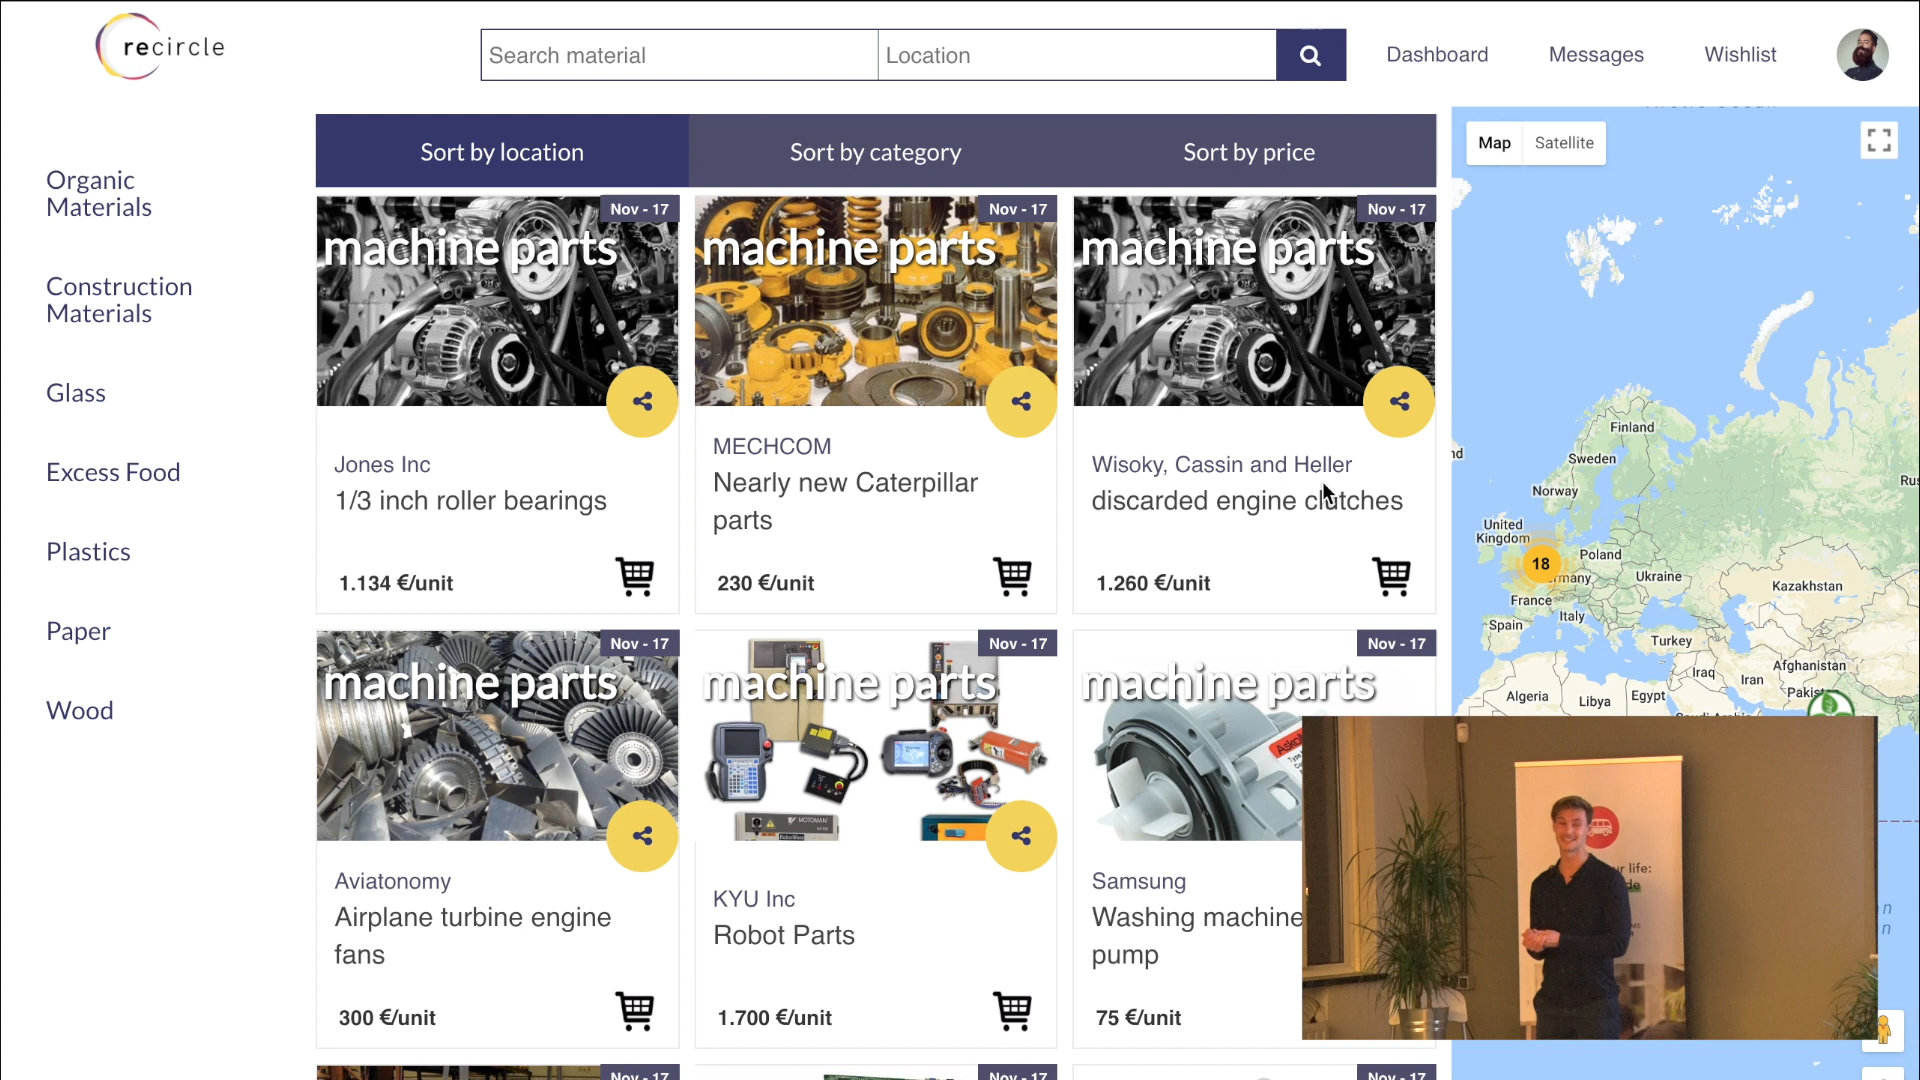 recircle
Search material
Location
Dashboard
Messages
Wishlist
Organic
Materials
Construction
Materials
Glass
Excess Food
Plastics
Paper
Wood
Sort by location
Sort by category
Sort by price
Nov - 17
machine parts
Jones Inc
1/3 inch roller bearings
1.134 €/unit
Nov - 17
machine parts
MECHCOM
Nearly new Caterpillar
parts
230 €/unit
Nov - 17
machine parts
Wisoky, Cassin and Heller
discarded engine clutches
1.260 €/unit
Nov - 17
machine parts
Aviatonomy
Airplane turbine engine
fans
300 €/unit
Nov - 17
machine parts
MOTOMAN
KYU Inc
Robot Parts
1.700 €/unit
Nov - 17
machine parts
Samsung
Washing machine
pump
75 €/unit
Nov - 17
Nov - 17
Nov - 17
Map
Satellite
Finland
Sweden
Norway
United
Kingdom
18
Poland
Ukraine
Kazakhstan
France
Italy
Spain
Turkey
Afghanistan
Iraq
Iran
Algeria
Libya
Egypt
life: